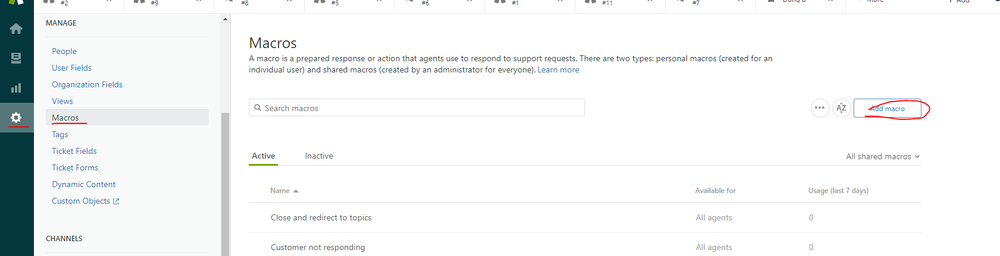 #2 #9 #8 #5 #6 #1 #11 #7
MANAGE
People
User Fields
Organization Fields
Views
Macros
Tags
Ticket Fields
Ticket Forms
Dynamic Content
Custom Objects
CHANNELS
Macros
A macro is a prepared response or action that agents use to respond to support requests. There are two types: personal macros (created for an
individual user) and shared macros (created by an administrator for everyone). Learn more
Search macros
AZ
Add macro
Active Inactive All shared macros
Name Available for Usage (last 7 days)
Close and redirect to topics All agents 0
Customer not responding All agents 0